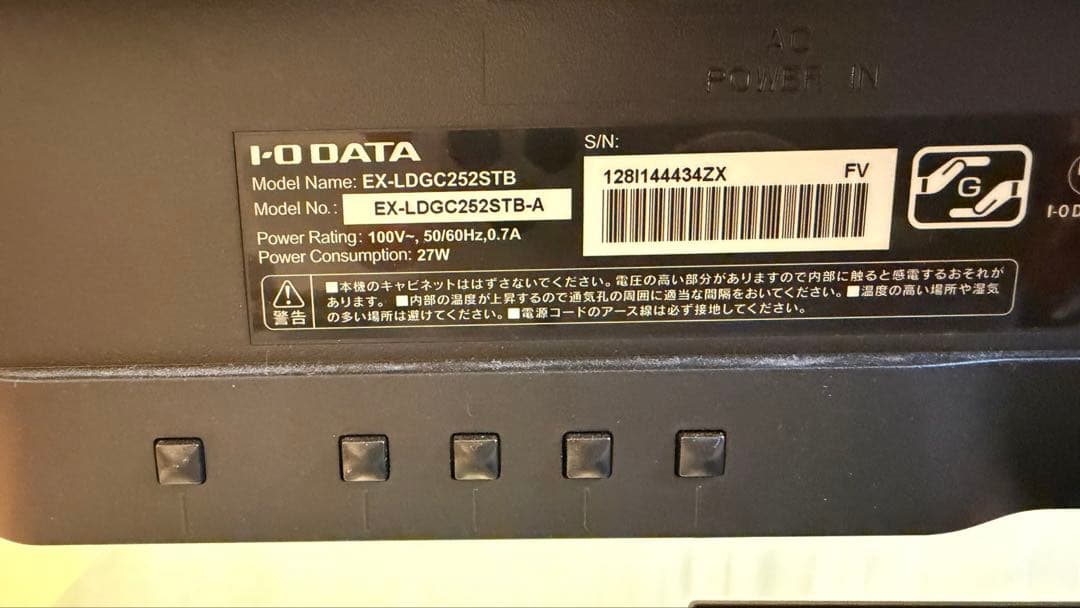 AC
POWER IN
I-O DATA
Model Name: EX-LDGC252STB
Model No.: EX-LDGC252STB-A
Power Rating: 100V~, 50/60Hz,0.7A
Power Consumption: 27W
S/N:
128I144434ZX FV
G
I-O D
警告
■本機のキャビネットははずさないでください。電圧の高い部分がありますので内部に触ると感電するおそれが
あります。 ■内部の温度が上昇するので通気孔の周囲に適当な間隔をおいてください。■温度の高い場所や湿気
の多い場所は避けてください。■電源コードのアース線は必ず接地してください。